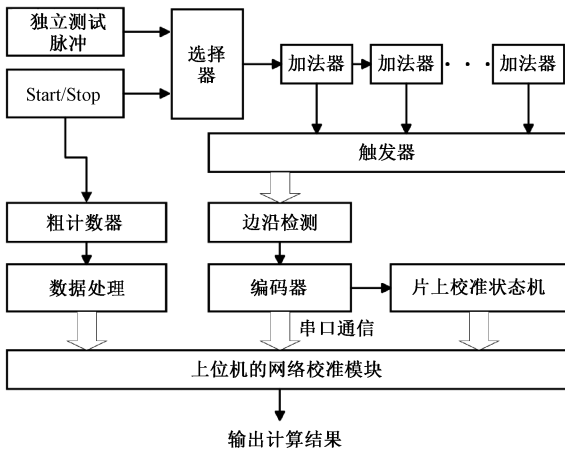 独立测试
脉冲
选择
器
加法器
加法器
· · ·
加法器
Start/Stop
触发器
粗计数器
边沿检测
数据处理
编码器
片上校准状态机
串口通信
上位机的网络校准模块
输出计算结果